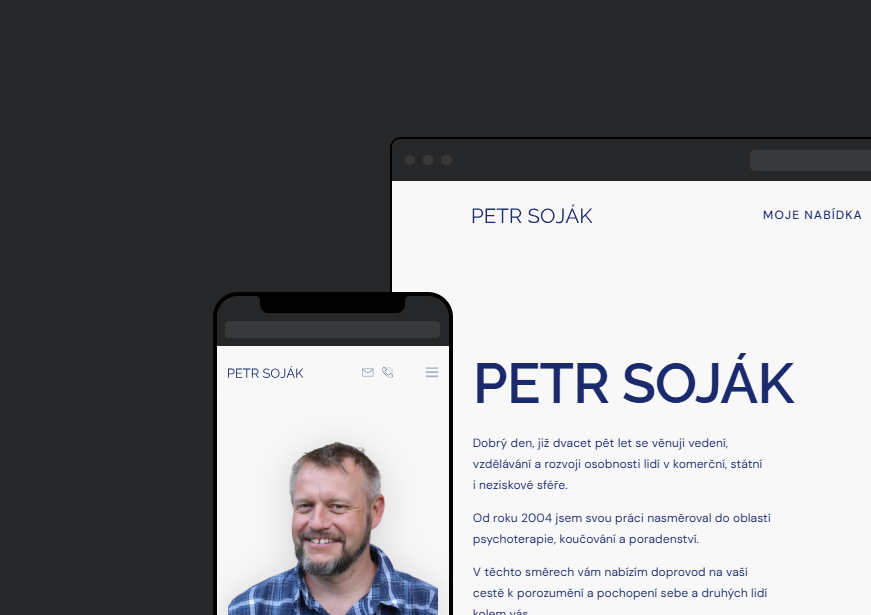 PETR SOJÁK
MOJE NABÍDKA
PETR SOJÁK
PETR SOJÁK
Dobrý den, již dvacet pět let se věnuji vedení,
vzdělávání a rozvoji osobnosti lidí v komerční, státní
i neziskové sféře.
Od roku 2004 jsem svou práci nasměroval do oblastí
psychoterapie, koučování a poradenství.
V těchto směrech vám nabízím doprovod na vaší
cestě k porozumění a pochopení sebe a druhých lidí
kolem vás.